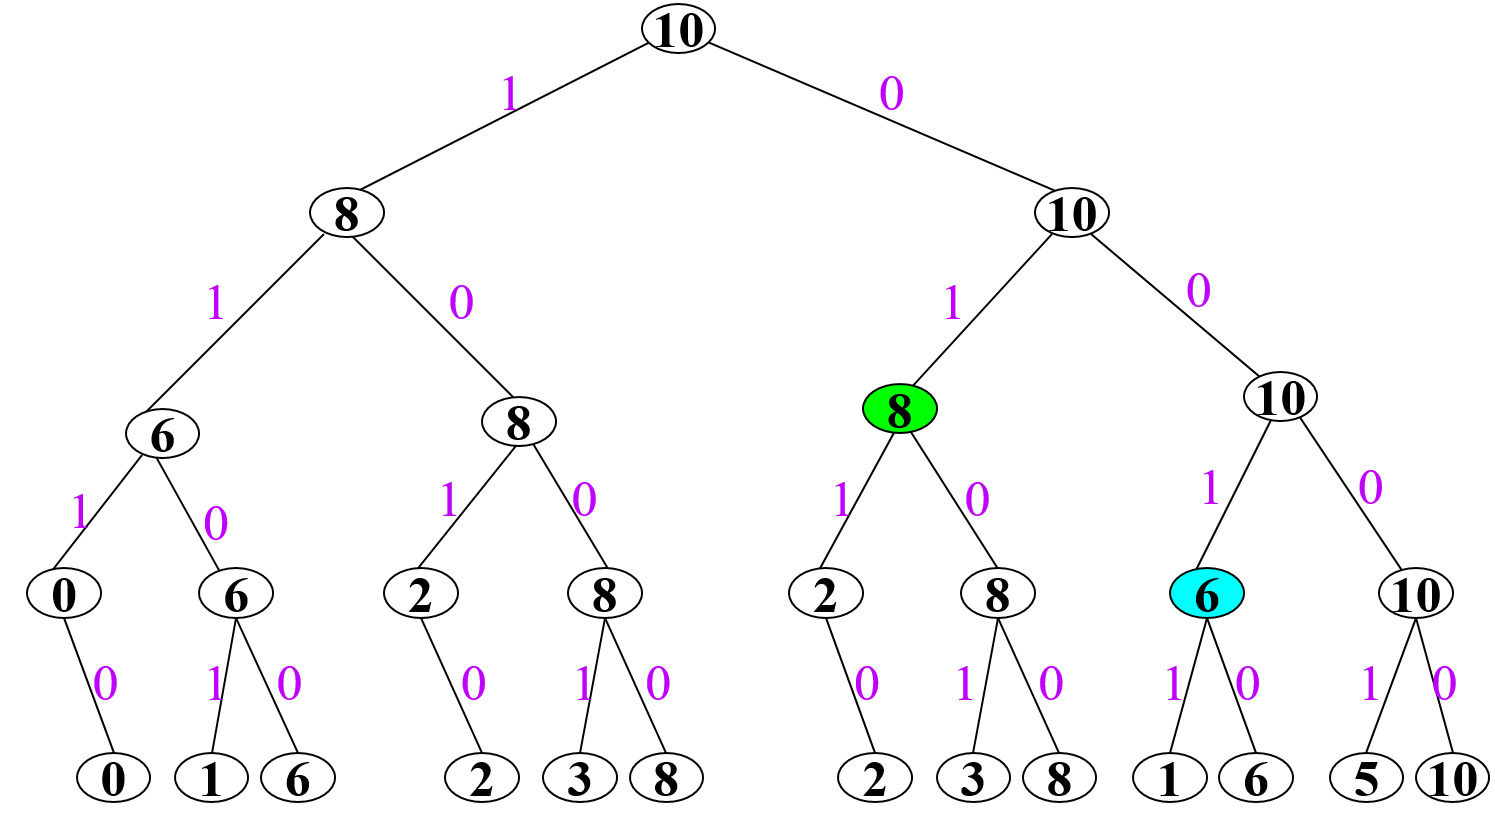 10
1 0
8 10
1 0 1 0
6 8 8 10
1 0 1 0 1 0 1 0
0 6 2 8 2 8 6 10
0 1 0 0 1 0 0 1 0 1 0 1 0
0 1 6 2 3 8 2 3 8 1 6 5 10